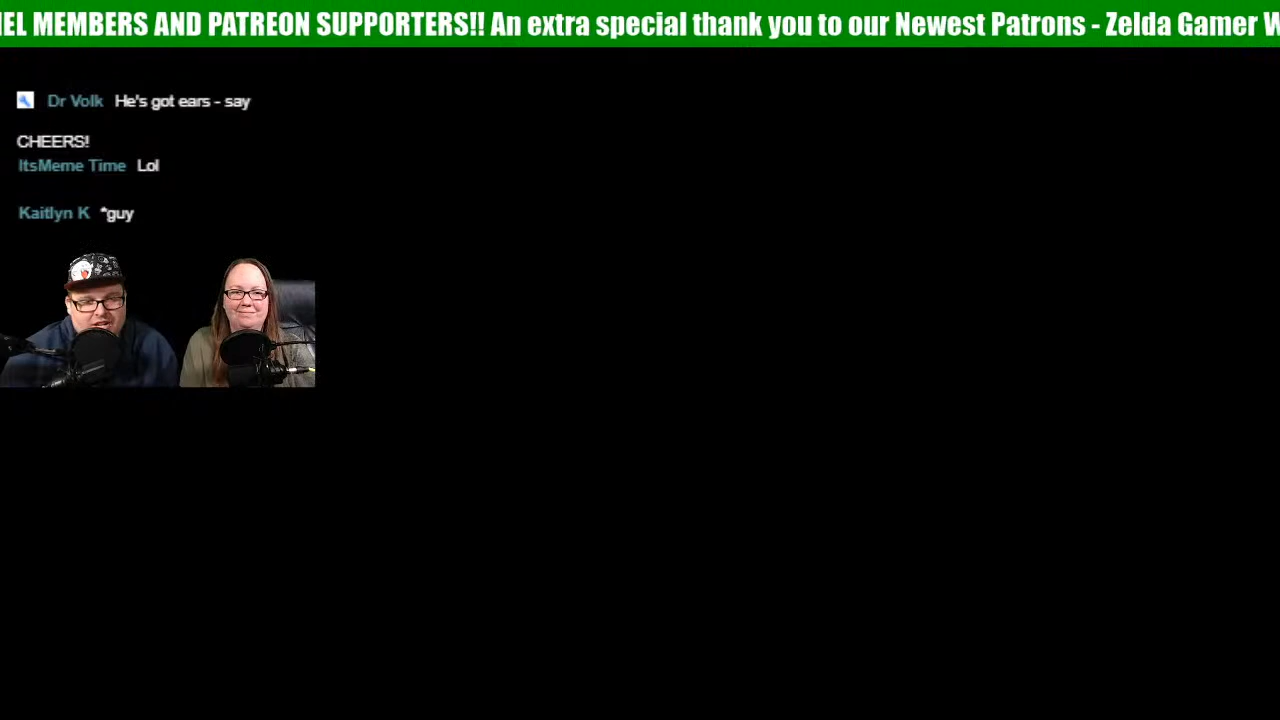 MEMBERS AND PATREON SUPPORTERS!! An extra special thank you to our Newest Patrons - Zelda Gamer
Dr Volk He's got ears - say
CHEERS!
ItsMeme Time Lol
Kaitlyn K *guy